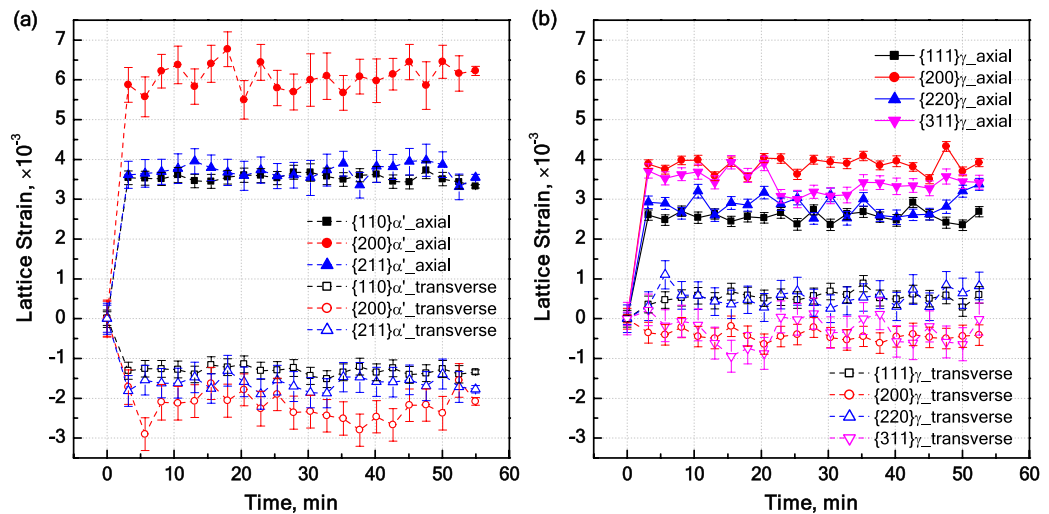 (a)
7
6
5
4
3
2
1
0
-1
-2
-3
0
10
20
30
40
50
60
Lattice Strain, ×10⁻³
Time, min
{110}α'_axial
{200}α'_axial
{211}α'_axial
{110}α'_transverse
{200}α'_transverse
{211}α'_transverse
(b)
7
6
5
4
3
2
1
0
-1
-2
-3
0
10
20
30
40
50
60
Lattice Strain, ×10⁻³
Time, min
{111}γ_axial
{200}γ_axial
{220}γ_axial
{311}γ_axial
{111}γ_transverse
{200}γ_transverse
{220}γ_transverse
{311}γ_transverse